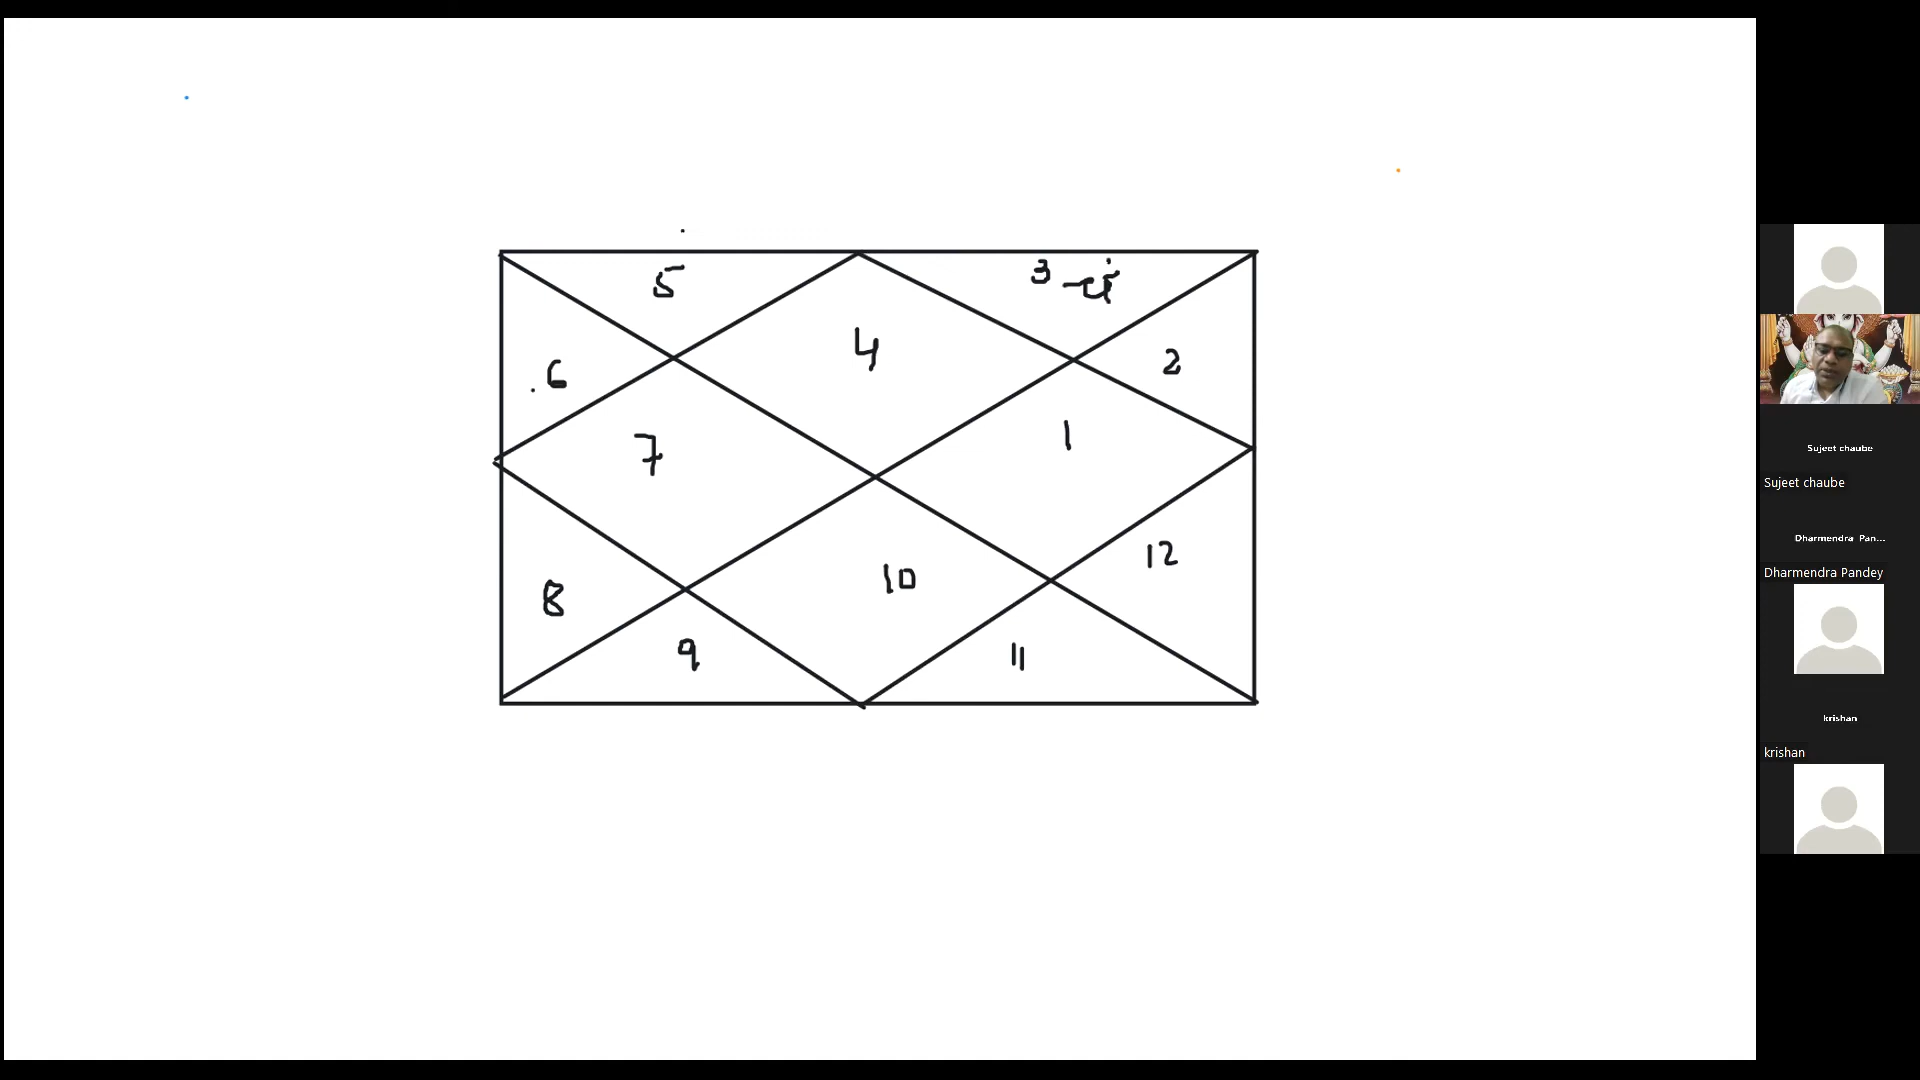 5
3 चं
4
6
2
7
1
12
10
8
9
11
Sujeet chaube
Sujeet chaube
Dharmendra Pan...
Dharmendra Pandey
krishan
krishan